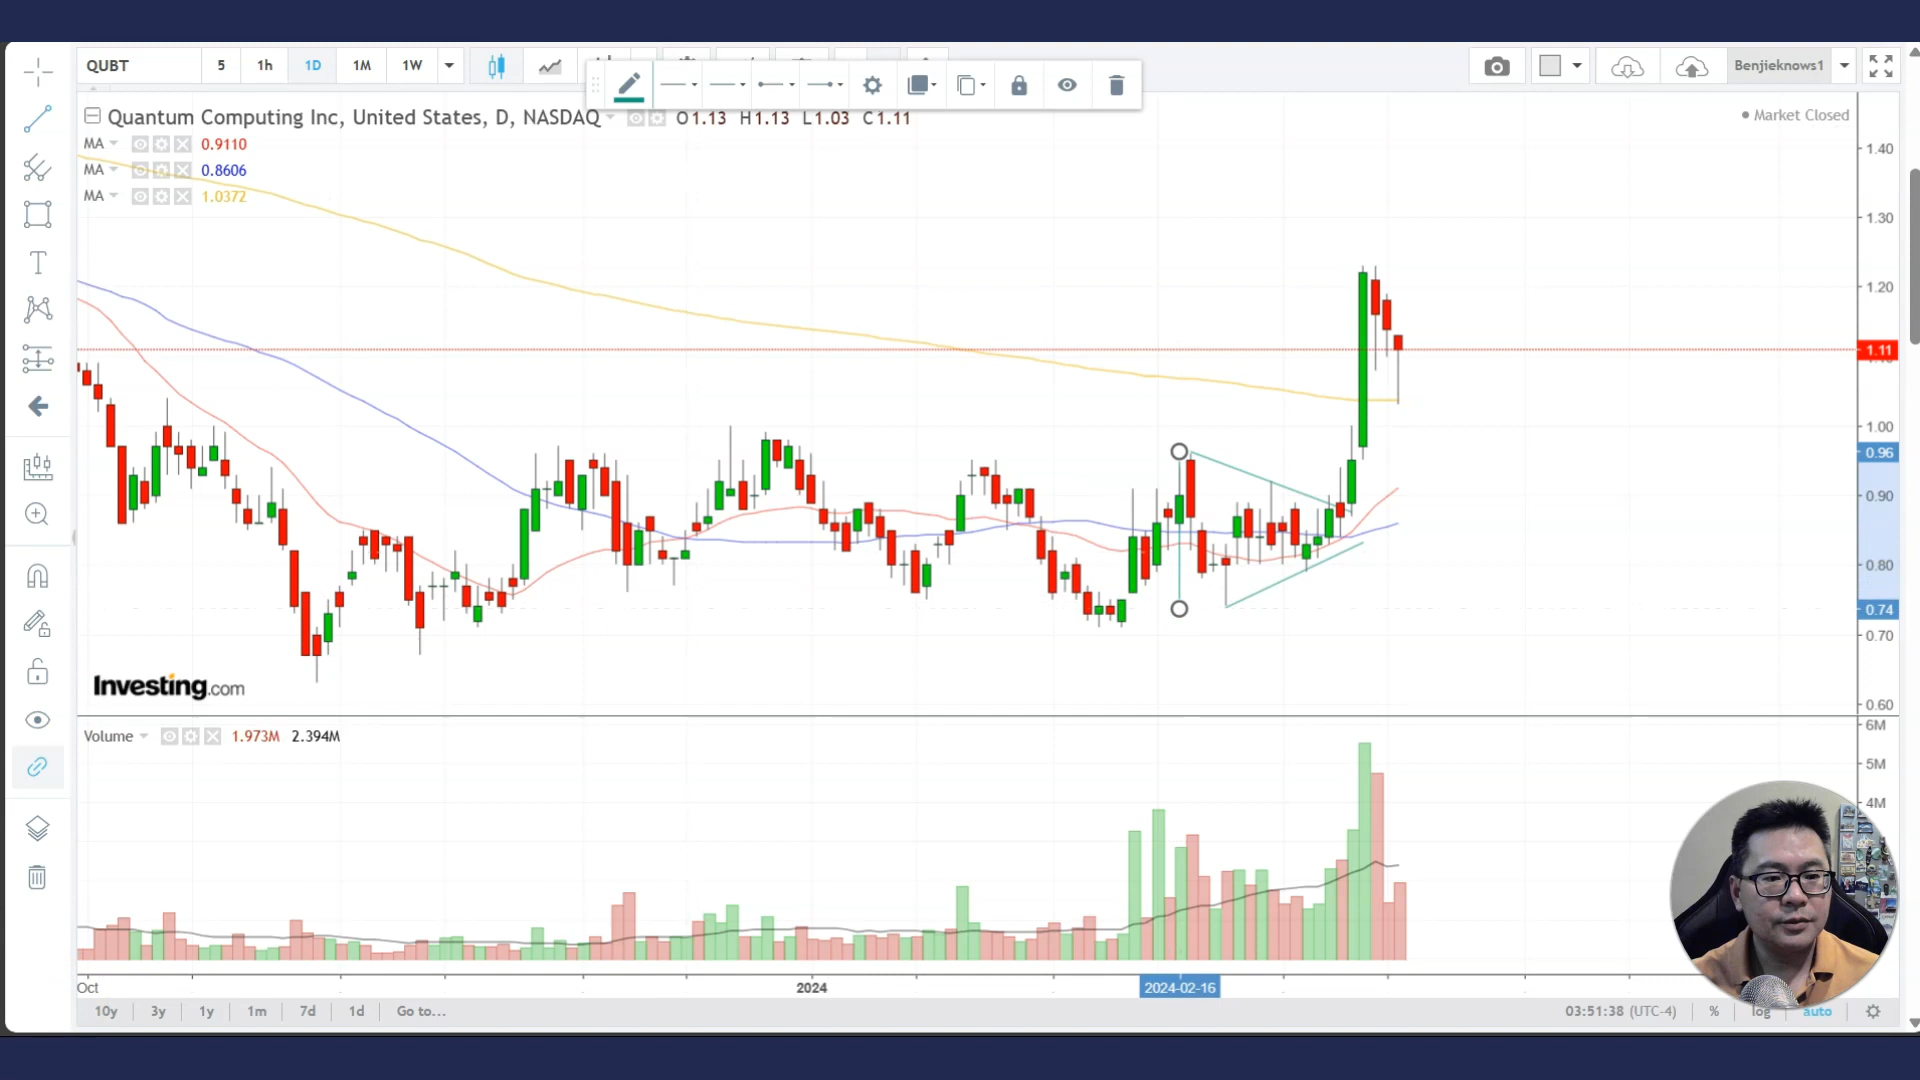 QUBT 5 1h 1D 1M 1W Benjieknows1
Quantum Computing Inc, United States, D, NASDAQ O1.13 H1.13 L1.03 C1.11 Market Closed
MA 0.9110
MA 0.8606
MA 1.0372
1.40
1.30
1.20
1.11
1.00
0.96
0.90
0.80
0.74
0.70
0.60
Investing.com
Volume 1.973M 2.394M
6M
5M
4M
Oct 2024 2024-02-16
10y 3y 1y 1m 7d 1d Go to... 03:51:38 (UTC-4) % log auto